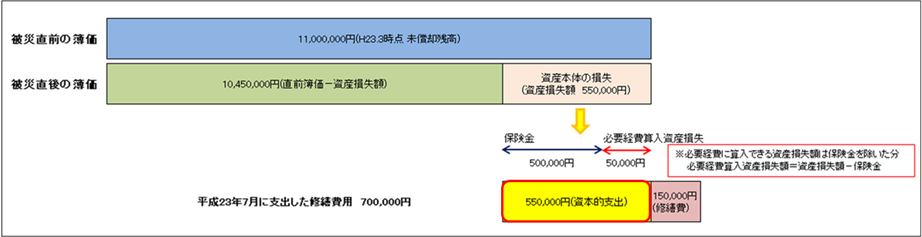 被災直前の簿価
11,000,000円(H23.3時点 未償却残高)
被災直後の簿価
10,450,000円(直前簿価－資産損失額)
資産本体の損失
(資産損失額 550,000円)
保険金
必要経費算入資産損失
500,000円
50,000円
※必要経費に算入できる資産損失額は保険金を除いた分
必要経費算入資産損失額＝資産損失額－保険金
平成23年7月に支出した修繕費用 700,000円
550,000円(資本的支出)
150,000円
(修繕費)